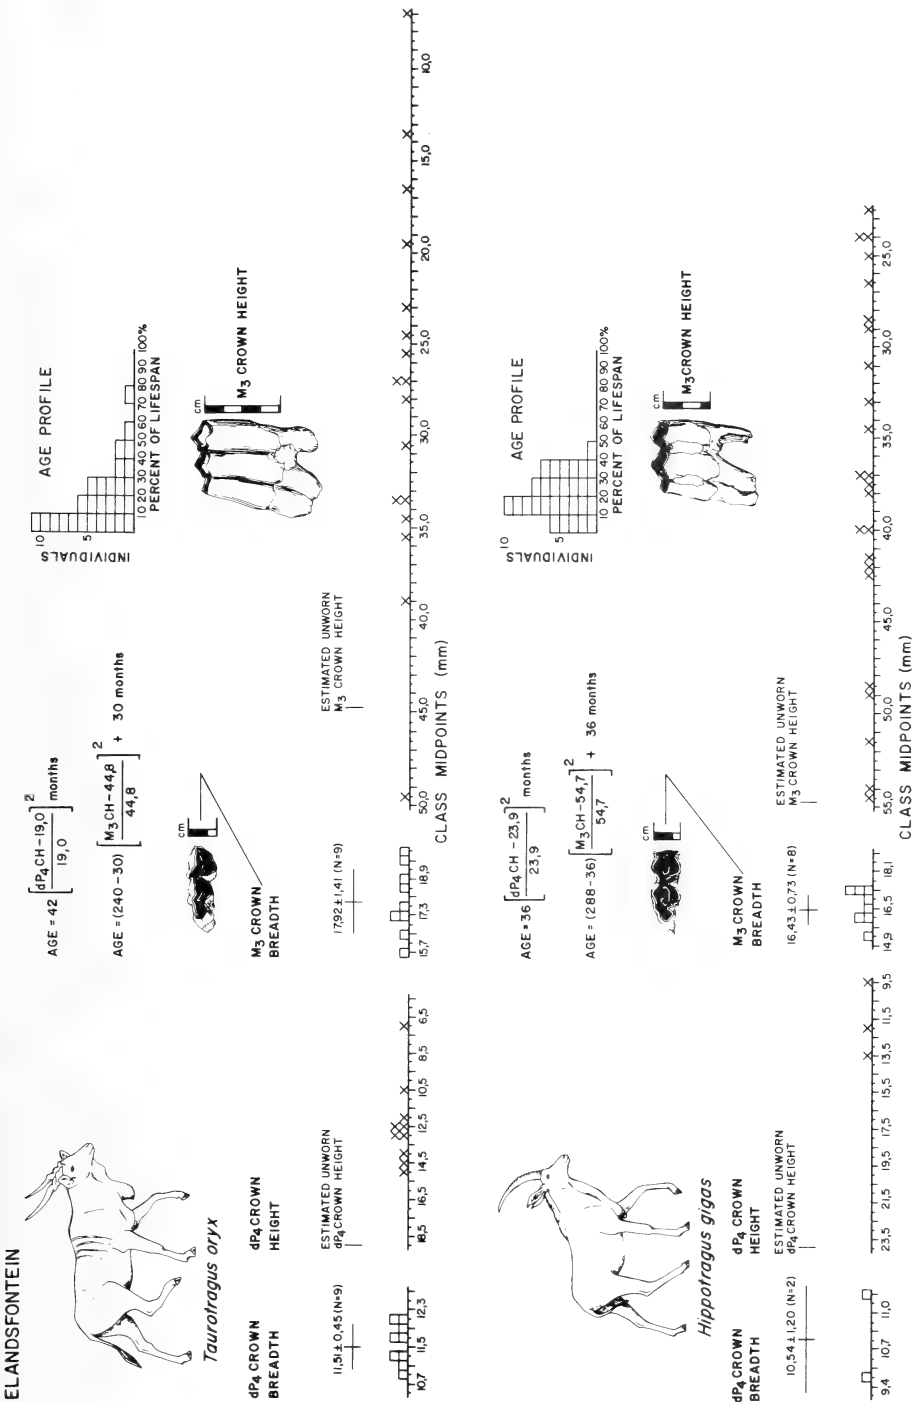 ELANDSFONTEIN
Taurotragus oryx
AGE = 42 [dP4CH-19,0 / 19,0]2 months
AGE = (240-30) [M3CH-44,8 / 44,8]2 + 30 months
AGE PROFILE
INDIVIDUALS
10
5
10 20 30 40 50 60 70 80 90 100%
PERCENT OF LIFESPAN
cm
cm
M3 CROWN HEIGHT
dP4 CROWN
BREADTH
dP4 CROWN
HEIGHT
M3 CROWN
BREADTH
11,51 ± 0,45 (N=9)
ESTIMATED UNWORN
dP4 CROWN HEIGHT
17,92 ± 1,41 (N=9)
ESTIMATED UNWORN
M3 CROWN HEIGHT
10,7 11,5 12,3
18,5 16,5 14,5 12,5 10,5 8,5 6,5
15,7 17,3 18,9
50,0 45,0 40,0 35,0 30,0 25,0 20,0 15,0 10,0
CLASS MIDPOINTS (mm)
Hippotragus gigas
AGE = 36 [dP4CH-23,9 / 23,9]2 months
AGE = (288-36) [M3CH-54,7 / 54,7]2 + 36 months
AGE PROFILE
INDIVIDUALS
10
5
10 20 30 40 50 60 70 80 90 100%
PERCENT OF LIFESPAN
cm
cm
M3 CROWN HEIGHT
dP4 CROWN
BREADTH
dP4 CROWN
HEIGHT
M3 CROWN
BREADTH
10,54 ± 1,20 (N=2)
ESTIMATED UNWORN
dP4 CROWN HEIGHT
16,43 ± 0,73 (N=8)
ESTIMATED UNWORN
M3 CROWN HEIGHT
9,4 10,7 11,0
23,5 21,5 19,5 17,5 15,5 13,5 11,5 9,5
14,9 16,5 18,1
55,0 50,0 45,0 40,0 35,0 30,0 25,0
CLASS MIDPOINTS (mm)